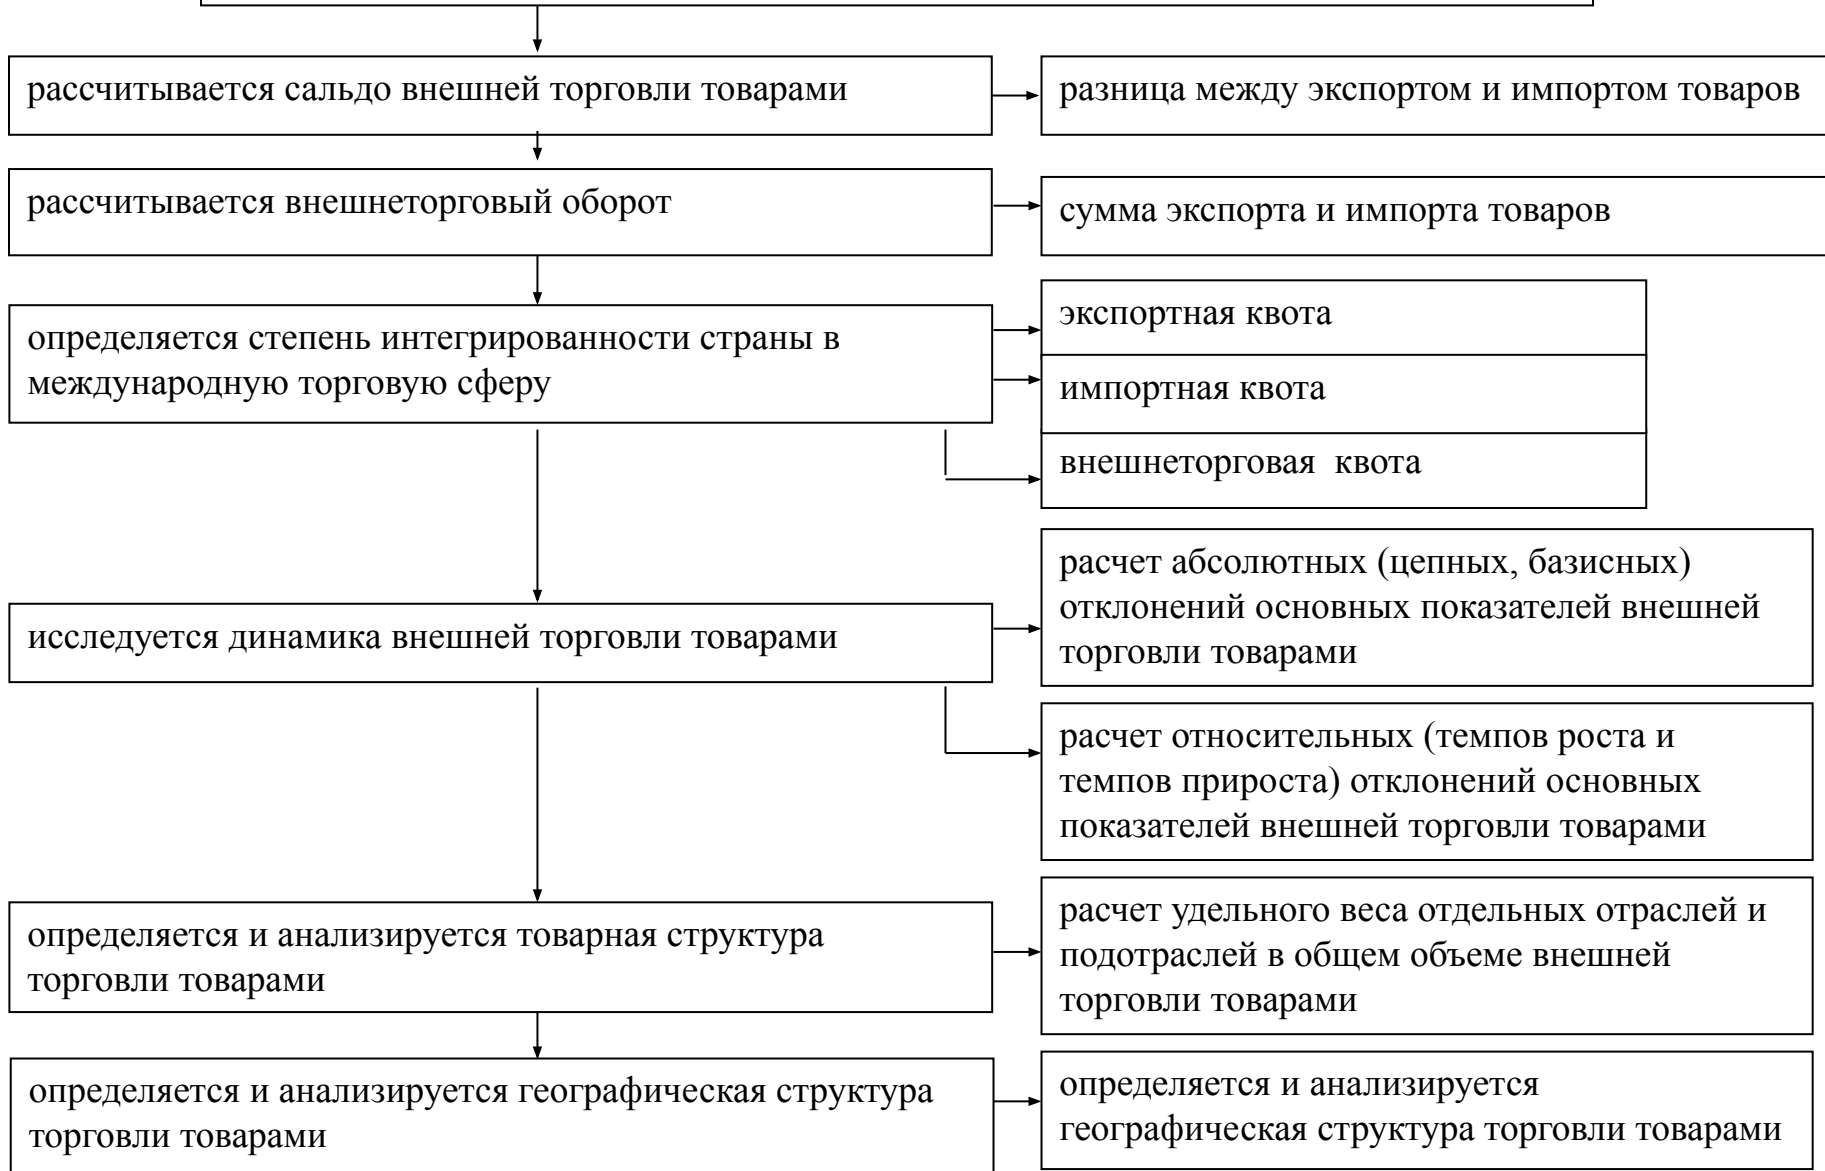 рассчитывается сальдо внешней торговли товарами
разница между экспортом и импортом товаров
рассчитывается внешнеторговый оборот
сумма экспорта и импорта товаров
определяется степень интегрированности страны в
международную торговую сферу
экспортная квота
импортная квота
внешнеторговая  квота
исследуется динамика внешней торговли товарами
расчет абсолютных (цепных, базисных)
отклонений основных показателей внешней
торговли товарами
расчет относительных (темпов роста и
темпов прироста) отклонений основных
показателей внешней торговли товарами
определяется и анализируется товарная структура
торговли товарами
расчет удельного веса отдельных отраслей и
подотраслей в общем объеме внешней
торговли товарами
определяется и анализируется географическая структура
торговли товарами
определяется и анализируется
географическая структура торговли товарами